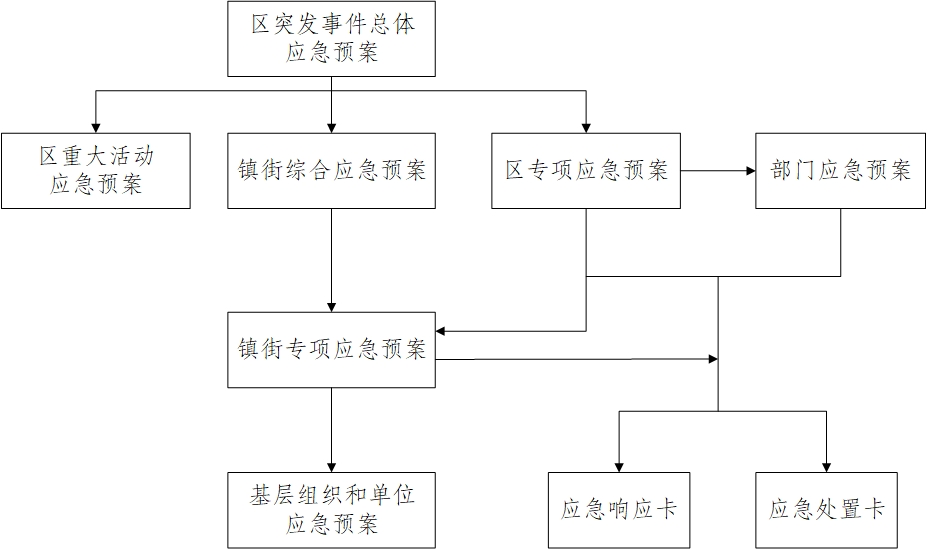 区突发事件总体
应急预案
区重大活动
应急预案
镇街综合应急预案
区专项应急预案
部门应急预案
镇街专项应急预案
基层组织和单位
应急预案
应急响应卡
应急处置卡